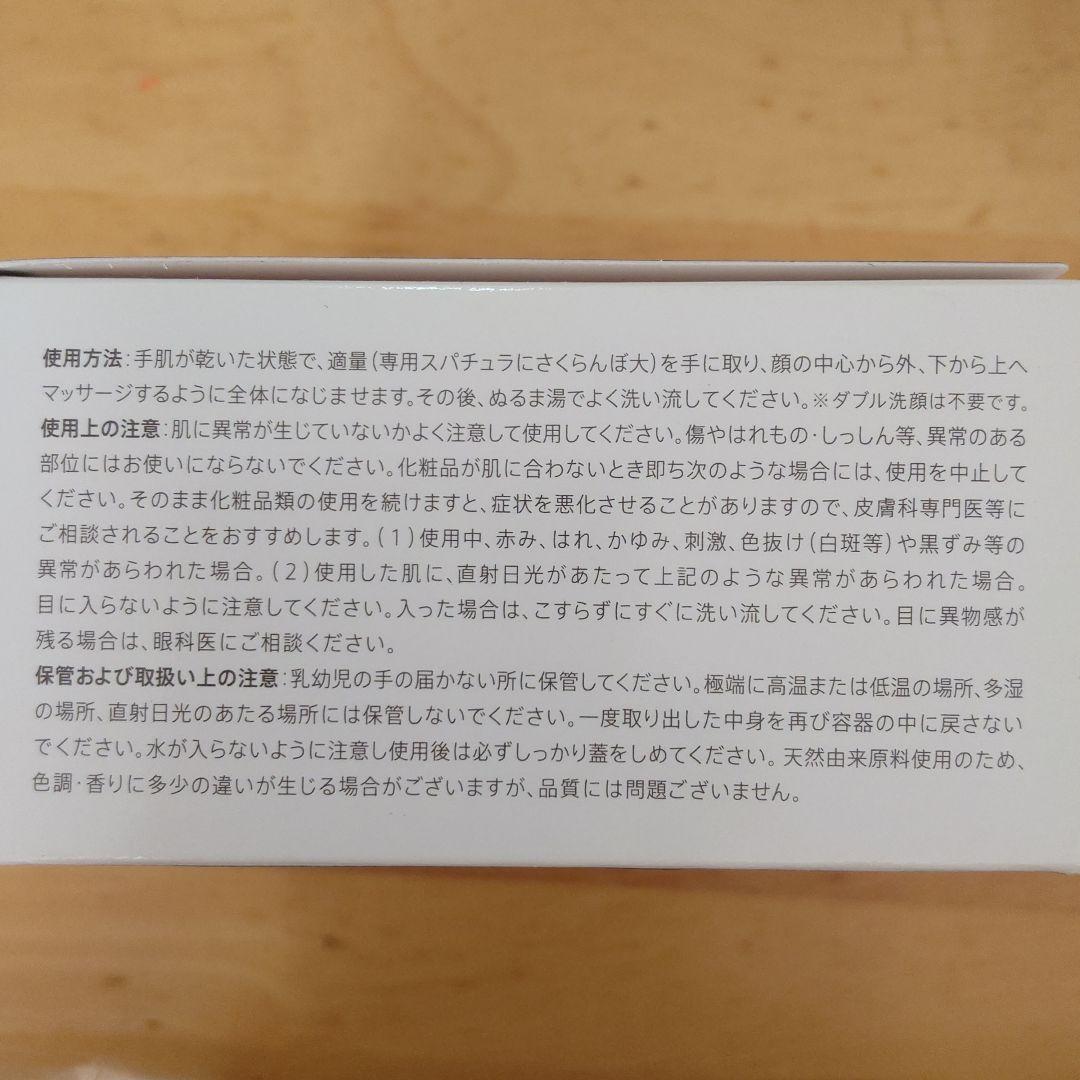 使用方法：手肌が乾いた状態で、適量（専用スパチュラにさくらんぼ大）を手に取り、顔の中心から外、下から上へ
マッサージするように全体になじませます。その後、ぬるま湯でよく洗い流してください。※ダブル洗顔は不要です。
使用上の注意：肌に異常が生じていないかよく注意して使用してください。傷やはれもの・しっしん等、異常のある
部位にはお使いにならないでください。化粧品が肌に合わないとき即ち次のような場合には、使用を中止して
ください。そのまま化粧品類の使用を続けますと、症状を悪化させることがありますので、皮膚科専門医等に
ご相談されることをおすすめします。（1）使用中、赤み、はれ、かゆみ、刺激、色抜け（白斑等）や黒ずみ等の
異常があらわれた場合。（2）使用した肌に、直射日光があたって上記のような異常があらわれた場合。
目に入らないように注意してください。入った場合は、こすらずにすぐに洗い流してください。目に異物感が
残る場合は、眼科医にご相談ください。
保管および取扱い上の注意：乳幼児の手の届かない所に保管してください。極端に高温または低温の場所、多湿
の場所、直射日光のあたる場所には保管しないでください。一度取り出した中身を再び容器の中に戻さない
でください。水が入らないように注意し使用後は必ずしっかり蓋をしめてください。天然由来原料使用のため、
色調・香りに多少の違いが生じる場合がございますが、品質には問題ございません。